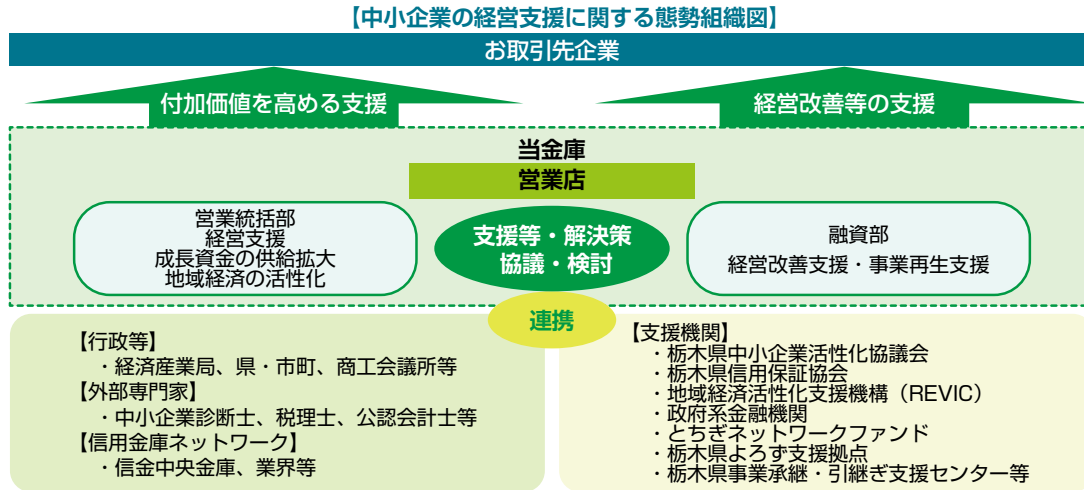 【中小企業の経営支援に関する態勢組織図】
お取引先企業
付加価値を高める支援
経営改善等の支援
当金庫
営業店
営業統括部
経営支援
成長資金の供給拡大
地域経済の活性化
支援等・解決策
協議・検討
融資部
経営改善支援・事業再生支援
連携
【行政等】
・経済産業局、県・市町、商工会議所等
【外部専門家】
・中小企業診断士、税理士、公認会計士等
【信用金庫ネットワーク】
・信金中央金庫、業界等
【支援機関】
・栃木県中小企業活性化協議会
・栃木県信用保証協会
・地域経済活性化支援機構（REVIC）
・政府系金融機関
・とちぎネットワークファンド
・栃木県よろず支援拠点
・栃木県事業承継・引継ぎ支援センター等